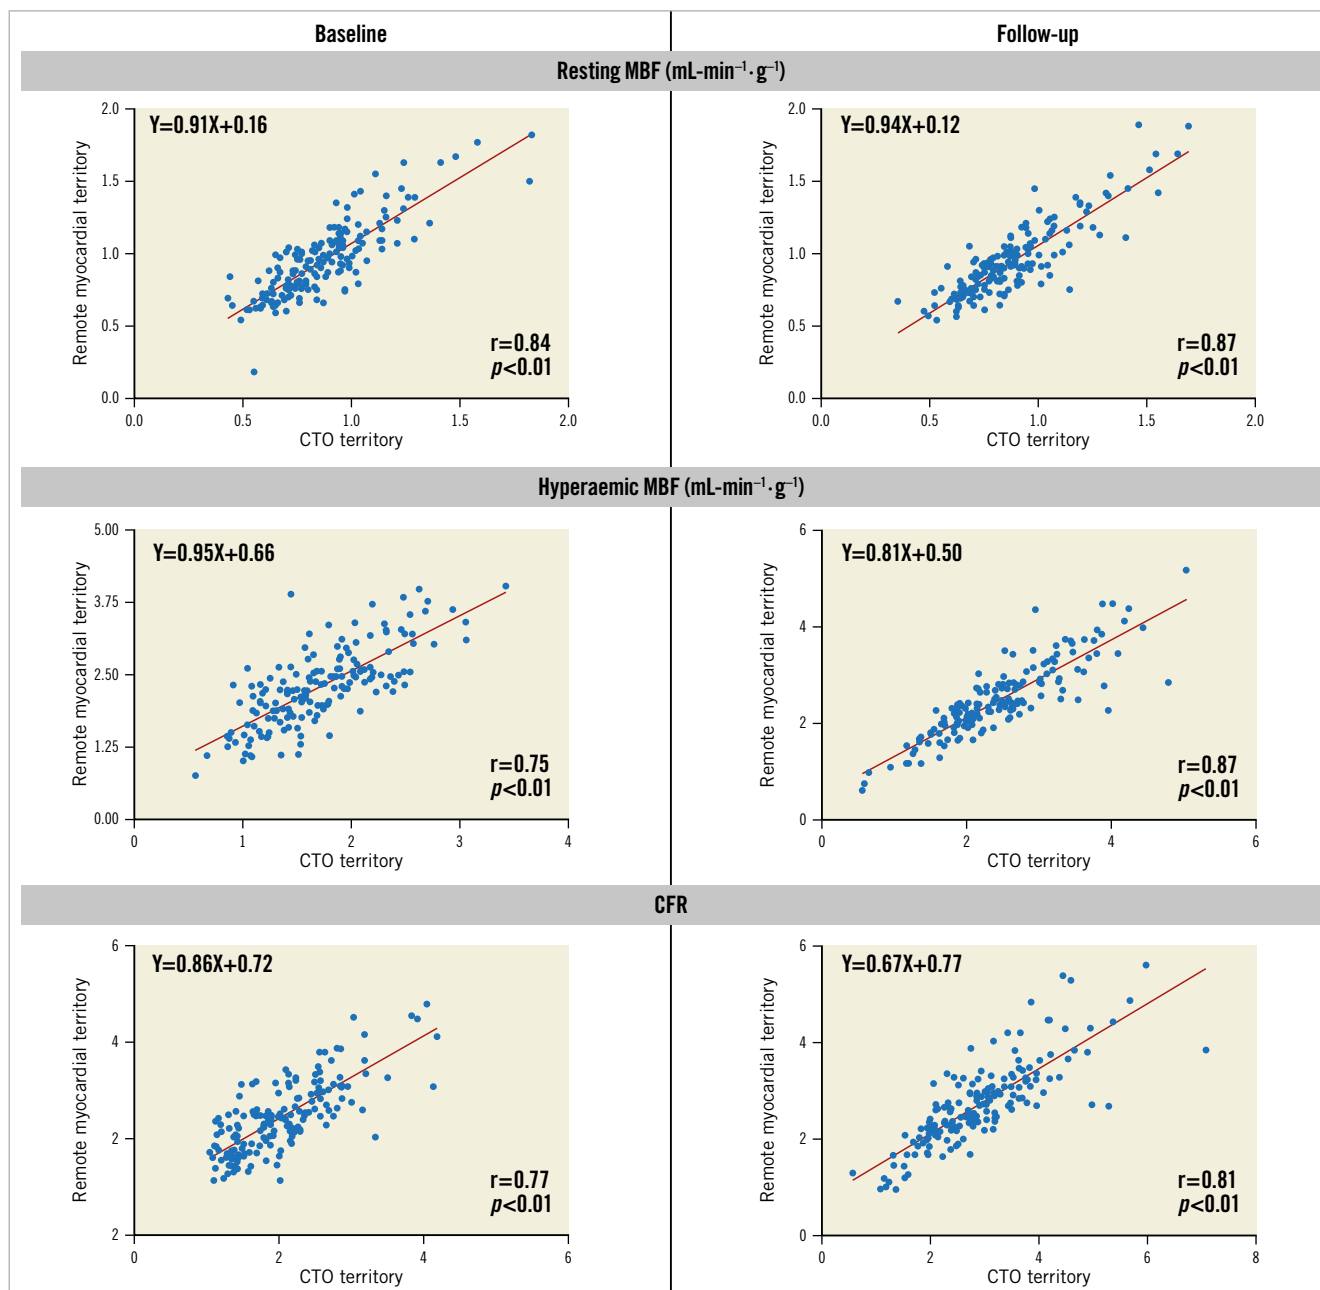 Baseline
Follow-up
Resting MBF (mL-min⁻¹·g⁻¹)
Y=0.91X+0.16
r=0.84
p<0.01
Remote myocardial territory
2.0
1.5
1.0
0.5
0.0
0.0 0.5 1.0 1.5 2.0
CTO territory
Y=0.94X+0.12
r=0.87
p<0.01
Remote myocardial territory
2.0
1.5
1.0
0.5
0.0
0.0 0.5 1.0 1.5 2.0
CTO territory
Hyperaemic MBF (mL-min⁻¹·g⁻¹)
Y=0.95X+0.66
r=0.75
p<0.01
Remote myocardial territory
5.00
3.75
2.50
1.25
0.00
0 1 2 3 4
CTO territory
Y=0.81X+0.50
r=0.87
p<0.01
Remote myocardial territory
6
4
2
0
0 2 4 6
CTO territory
CFR
Y=0.86X+0.72
r=0.77
p<0.01
Remote myocardial territory
6
4
2
2
0 2 4 6
CTO territory
Y=0.67X+0.77
r=0.81
p<0.01
Remote myocardial territory
6
4
2
0
0 2 4 6 8
CTO territory